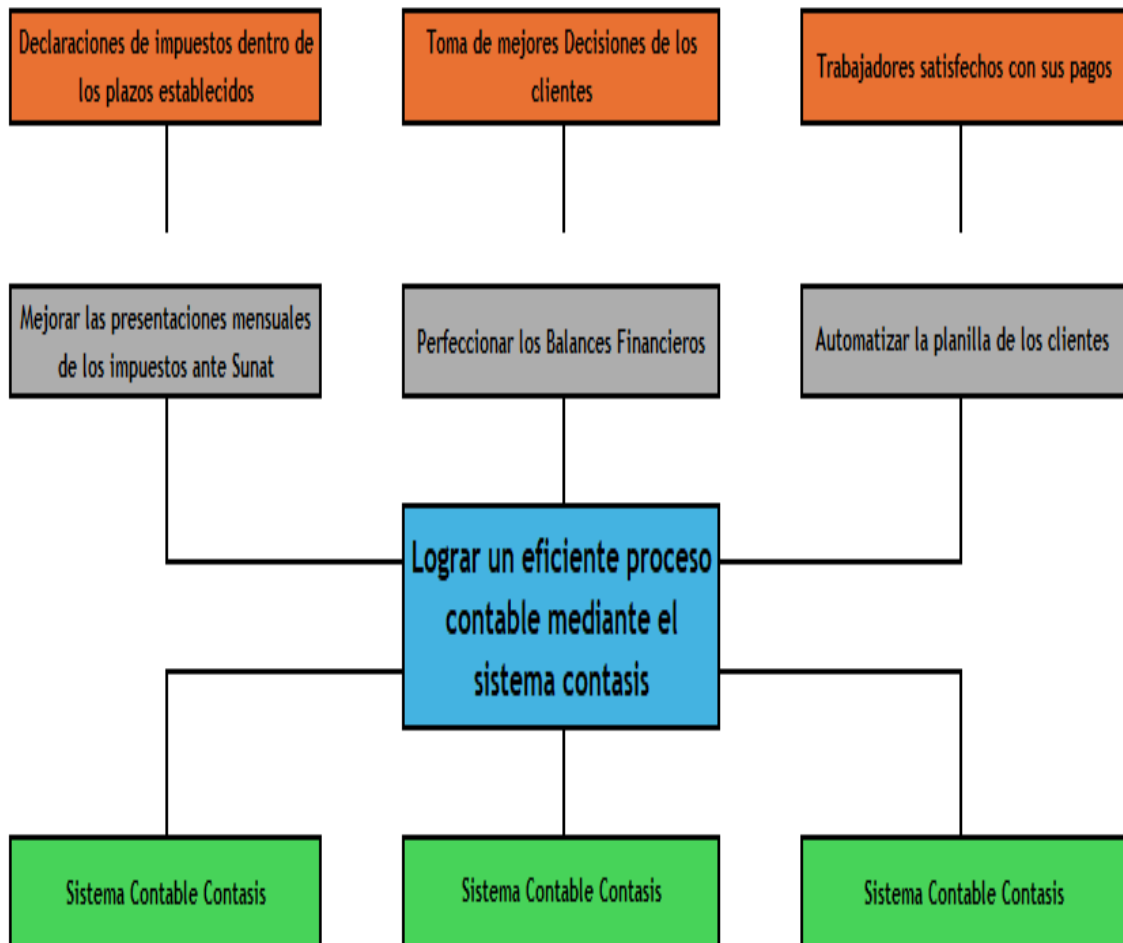 Declaraciones de impuestos dentro de
los plazos establecidos
Toma de mejores Decisiones de los
clientes
Trabajadores satisfechos con sus pagos
Mejorar las presentaciones mensuales
de los impuestos ante Sunat
Perfeccionar los Balances Financieros
Automatizar la planilla de los clientes
Lograr un eficiente proceso
contable mediante el
sistema contasis
Sistema Contable Contasis
Sistema Contable Contasis
Sistema Contable Contasis